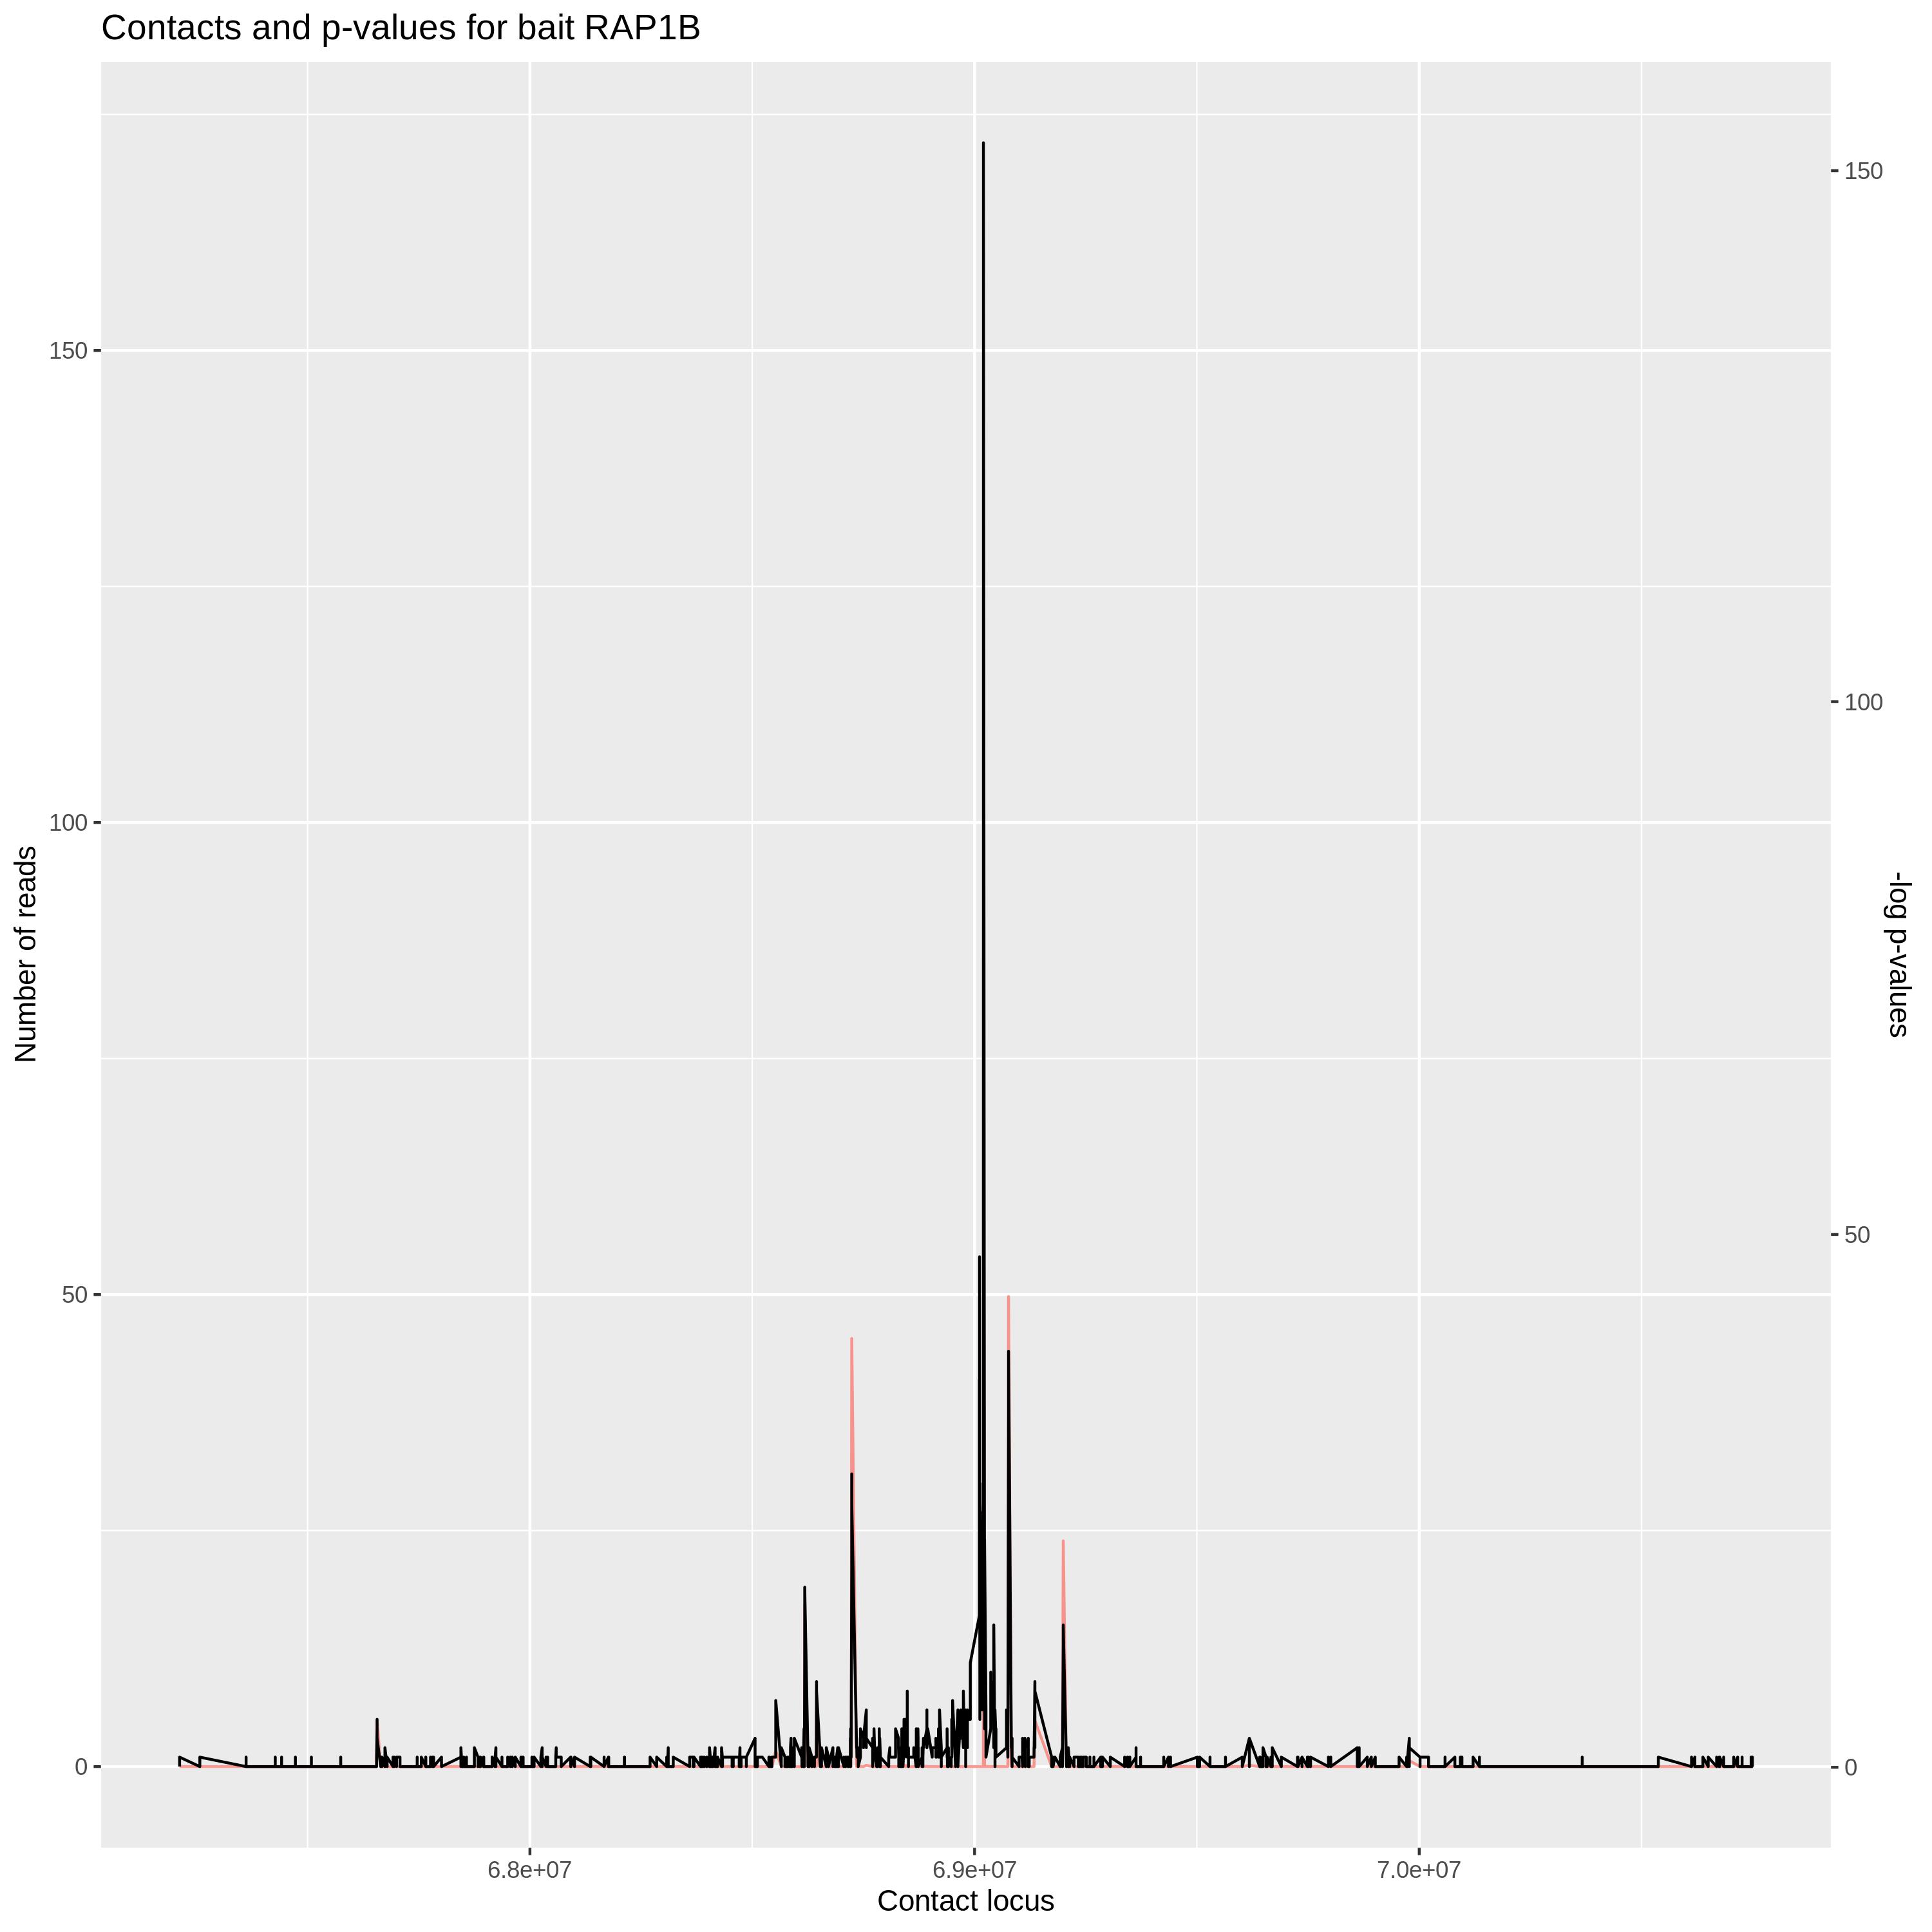 Contacts and p-values for bait RAP1B
150
100
50
0
Number of reads
150
100
50
0
-log p-values
6.8e+07
6.9e+07
7.0e+07
Contact locus